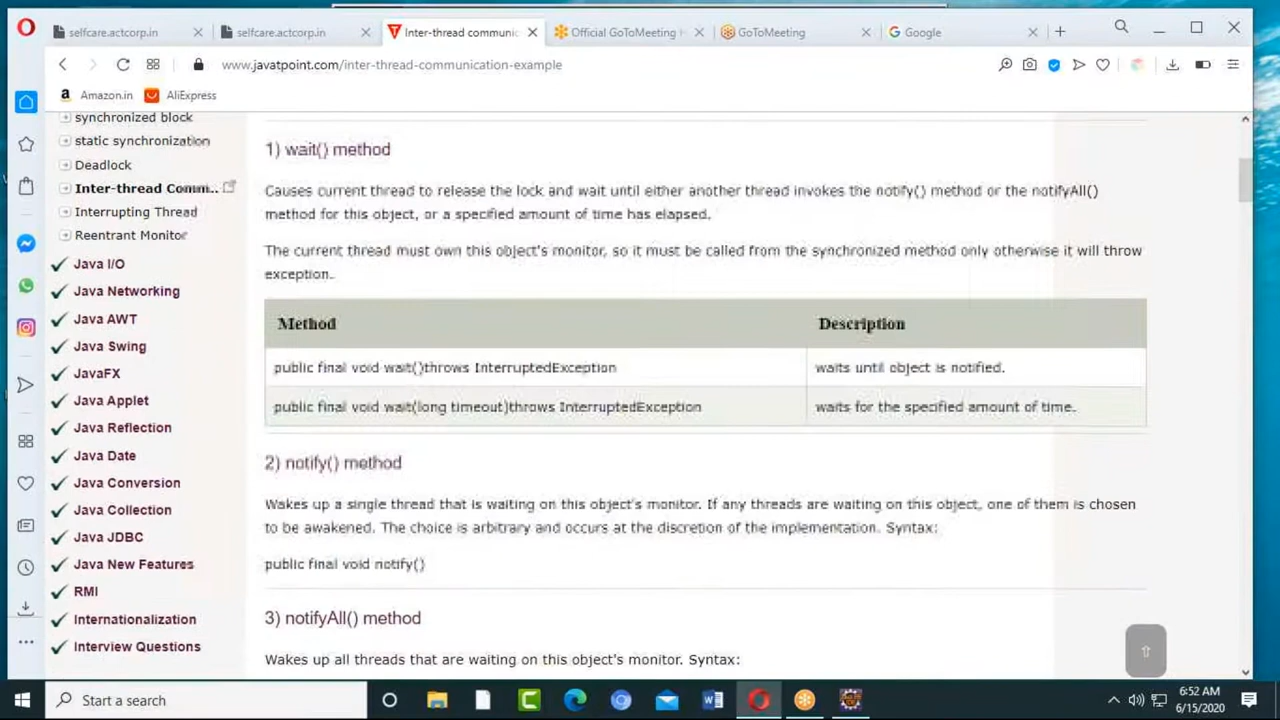 selfcare.actcorp.in
selfcare.actcorp.in
Inter-thread communic
Official GoToMeeting
GoToMeeting
Google
www.javatpoint.com/inter-thread-communication-example
Amazon.in
AliExpress
synchronized block
static synchronization
Deadlock
Inter-thread Comm..
Interrupting Thread
Reentrant Monitor
Java I/O
Java Networking
Java AWT
Java Swing
JavaFX
Java Applet
Java Reflection
Java Date
Java Conversion
Java Collection
Java JDBC
Java New Features
RMI
Internationalization
Interview Questions
1) wait() method
Causes current thread to release the lock and wait until either another thread invokes the notify() method or the notifyAll()
method for this object, or a specified amount of time has elapsed.
The current thread must own this object's monitor, so it must be called from the synchronized method only otherwise it will throw
exception.
Method Description
public final void wait()throws InterruptedException waits until object is notified.
public final void wait(long timeout)throws InterruptedException waits for the specified amount of time.
2) notify() method
Wakes up a single thread that is waiting on this object's monitor. If any threads are waiting on this object, one of them is chosen
to be awakened. The choice is arbitrary and occurs at the discretion of the implementation. Syntax:
public final void notify()
3) notifyAll() method
Wakes up all threads that are waiting on this object's monitor. Syntax:
Start a search
6:52 AM
6/15/2020